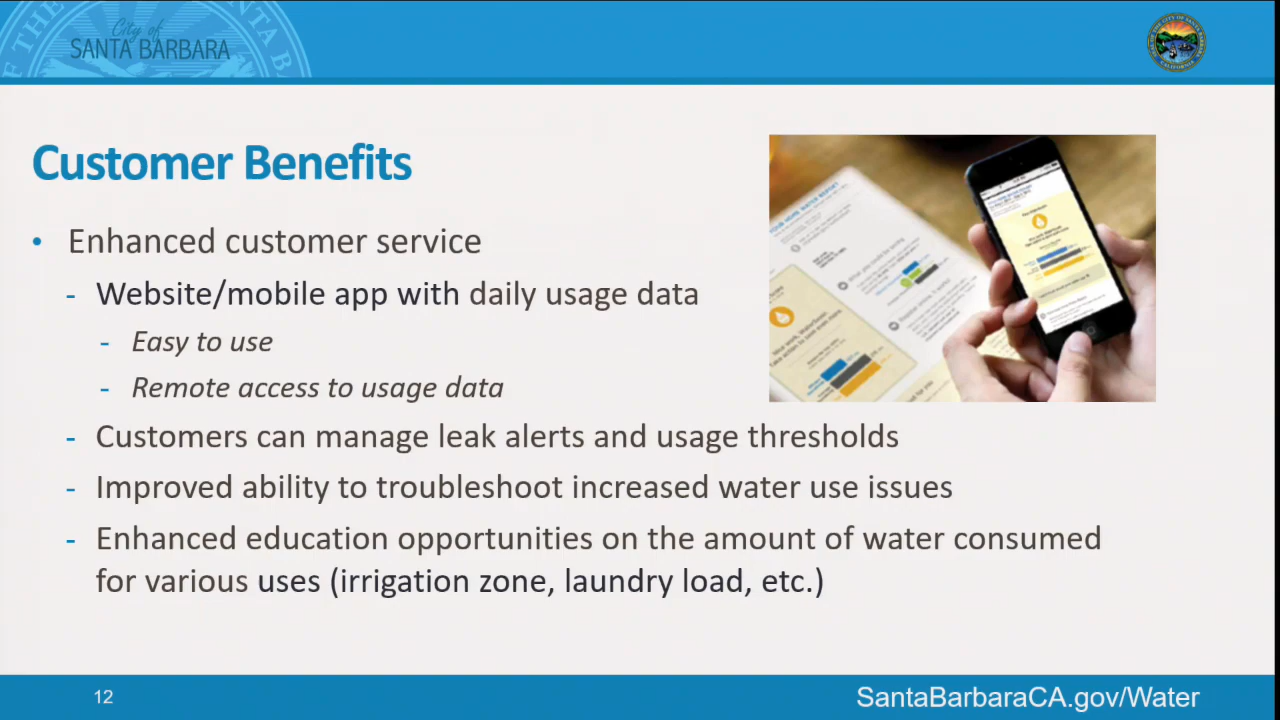 City of
SANTA BARBARA
Customer Benefits
• Enhanced customer service
- Website/mobile app with daily usage data
- Easy to use
- Remote access to usage data
- Customers can manage leak alerts and usage thresholds
- Improved ability to troubleshoot increased water use issues
- Enhanced education opportunities on the amount of water consumed
for various uses (irrigation zone, laundry load, etc.)
12
SantaBarbaraCA.gov/Water